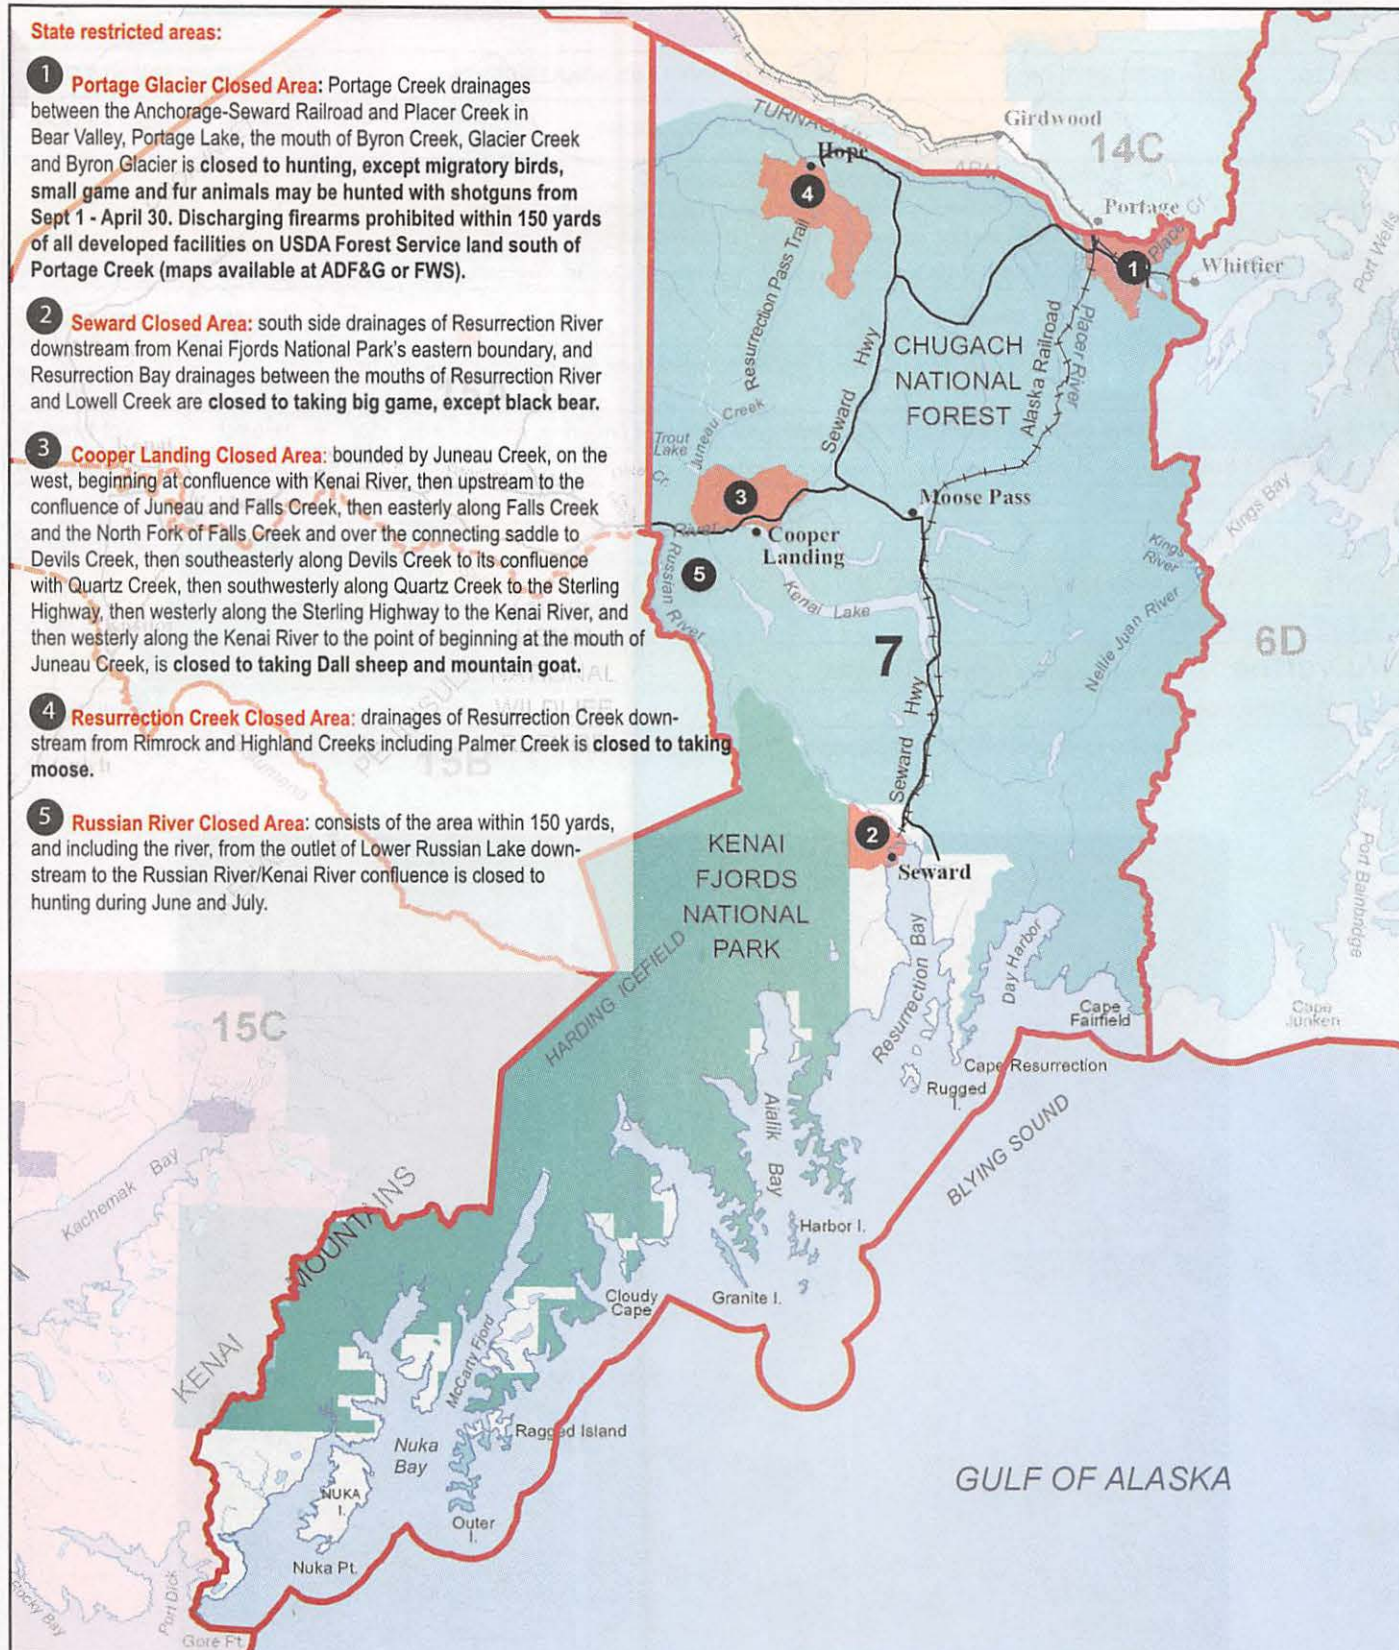 State restricted areas:
1 Portage Glacier Closed Area: Portage Creek drainages
between the Anchorage-Seward Railroad and Placer Creek in
Bear Valley, Portage Lake, the mouth of Byron Creek, Glacier Creek
and Byron Glacier is closed to hunting, except migratory birds,
small game and fur animals may be hunted with shotguns from
Sept 1 - April 30. Discharging firearms prohibited within 150 yards
of all developed facilities on USDA Forest Service land south of
Portage Creek (maps available at ADF&G or FWS).
2 Seward Closed Area: south side drainages of Resurrection River
downstream from Kenai Fjords National Park's eastern boundary, and
Resurrection Bay drainages between the mouths of Resurrection River
and Lowell Creek are closed to taking big game, except black bear.
3 Cooper Landing Closed Area: bounded by Juneau Creek, on the
west, beginning at confluence with Kenai River, then upstream to the
confluence of Juneau and Falls Creek, then easterly along Falls Creek
and the North Fork of Falls Creek and over the connecting saddle to
Devils Creek, then southeasterly along Devils Creek to its confluence
with Quartz Creek, then southwesterly along Quartz Creek to the Sterling
Highway, then westerly along the Sterling Highway to the Kenai River, and
then westerly along the Kenai River to the point of beginning at the mouth of
Juneau Creek, is closed to taking Dall sheep and mountain goat.
4 Resurrection Creek Closed Area: drainages of Resurrection Creek down-
stream from Rimrock and Highland Creeks including Palmer Creek is closed to taking
moose.
5 Russian River Closed Area: consists of the area within 150 yards,
and including the river, from the outlet of Lower Russian Lake down-
stream to the Russian River/Kenai River confluence is closed to
hunting during June and July.
Girdwood
14C
Hope
4
Portage
1
Whittier
Port Wells
Resurrection Pass Trail
Seward Hwy
CHUGACH
NATIONAL
FOREST
Alaska Railroad
Placer River
Trout
Lake
Juneau Creek
Cr.
3
Moose Pass
River
Cooper
Landing
Kings Bay
Kings
River
5
Russian River
Kenai Lake
Nellie Juan River
7
6D
NATIONAL
WILDLIFE
15B
Seward Hwy
2
Seward
KENAI
FJORDS
NATIONAL
PARK
Port Bainbridge
HARDING ICEFIELD
Resurrection Bay
Day Harbor
Cape
Fairfield
Cape
Junken
15C
Cape Resurrection
Rugged
I.
Aialik
Bay
BLYING SOUND
Kachemak Bay
Harbor I.
KENAI MOUNTAINS
Cloudy
Cape
Granite I.
McCarty Fjord
Ragged Island
Nuka
Bay
GULF OF ALASKA
NUKA
I.
Outer
I.
Nuka Pt.
Port Dick
Rocky Bay
Gore Pt.